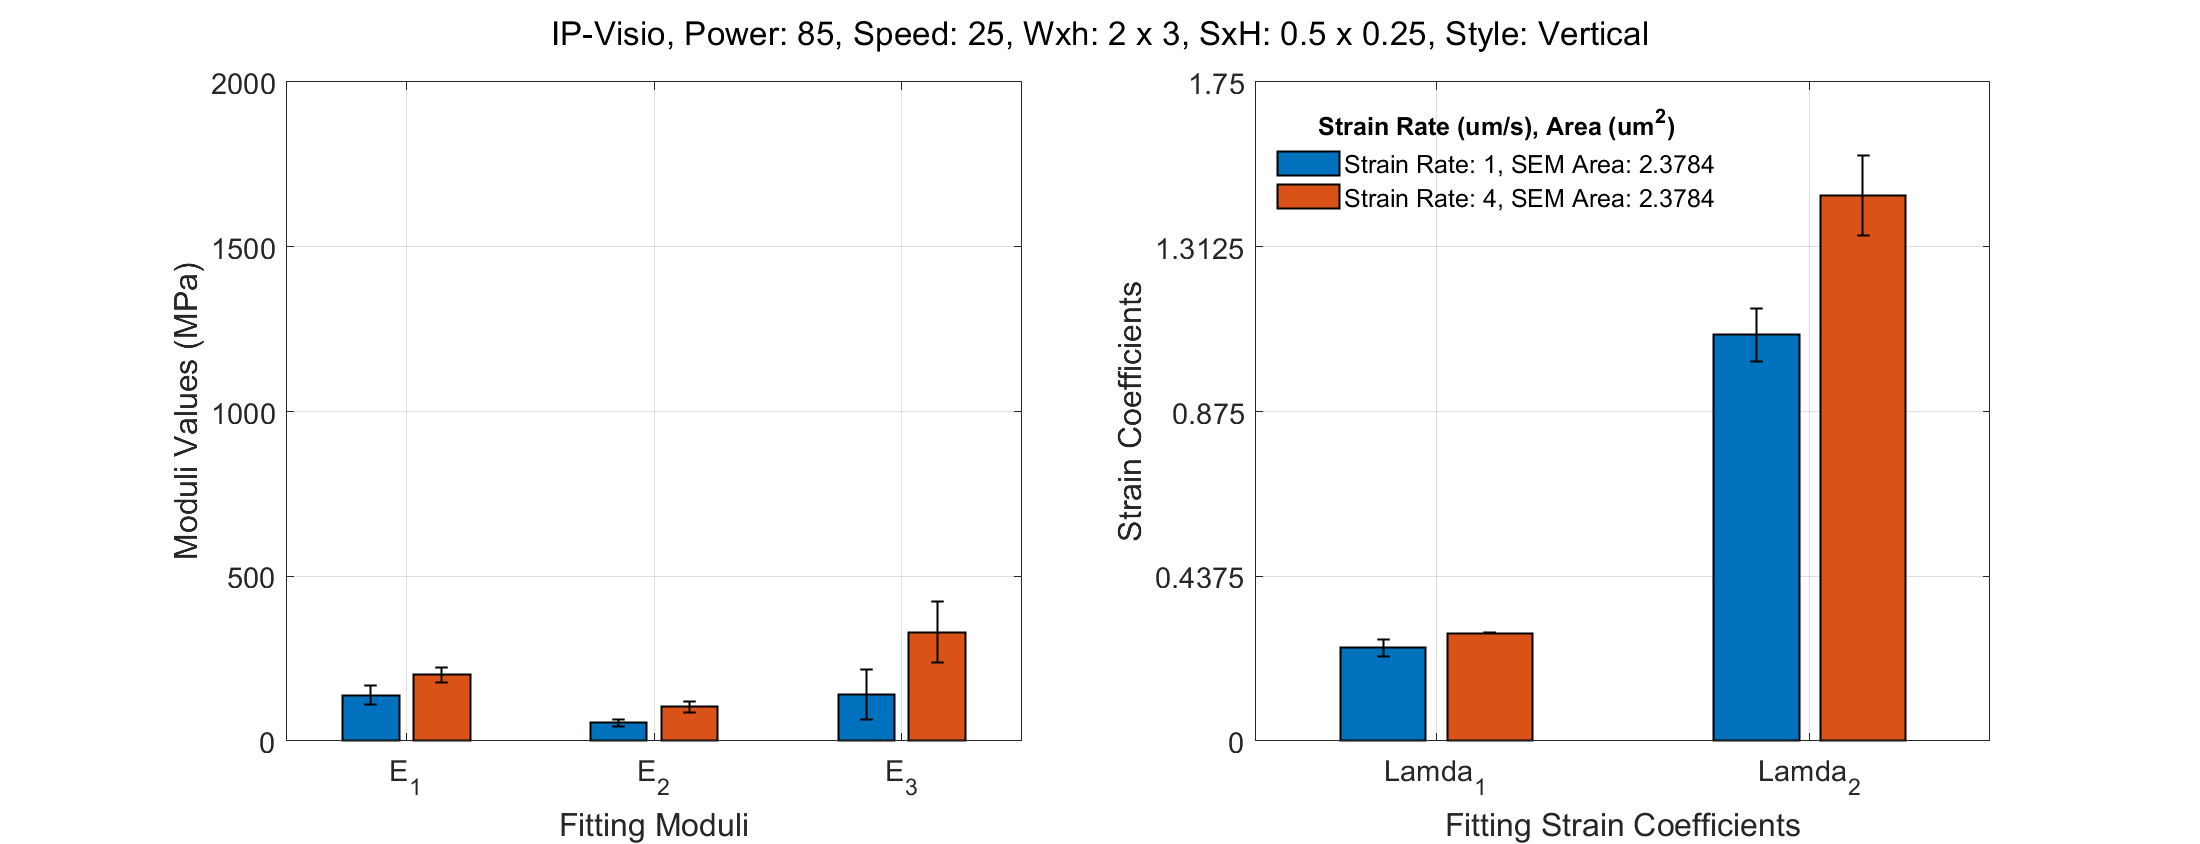 IP-Visio, Power: 85, Speed: 25, Wxh: 2 x 3, SxH: 0.5 x 0.25, Style: Vertical
Moduli Values (MPa)
2000
1500
1000
500
0
E1
E2
E3
Fitting Moduli
Strain Coefficients
1.75
1.3125
0.875
0.4375
0
Strain Rate (um/s), Area (um²)
Strain Rate: 1, SEM Area: 2.3784
Strain Rate: 4, SEM Area: 2.3784
Lamda1
Lamda2
Fitting Strain Coefficients